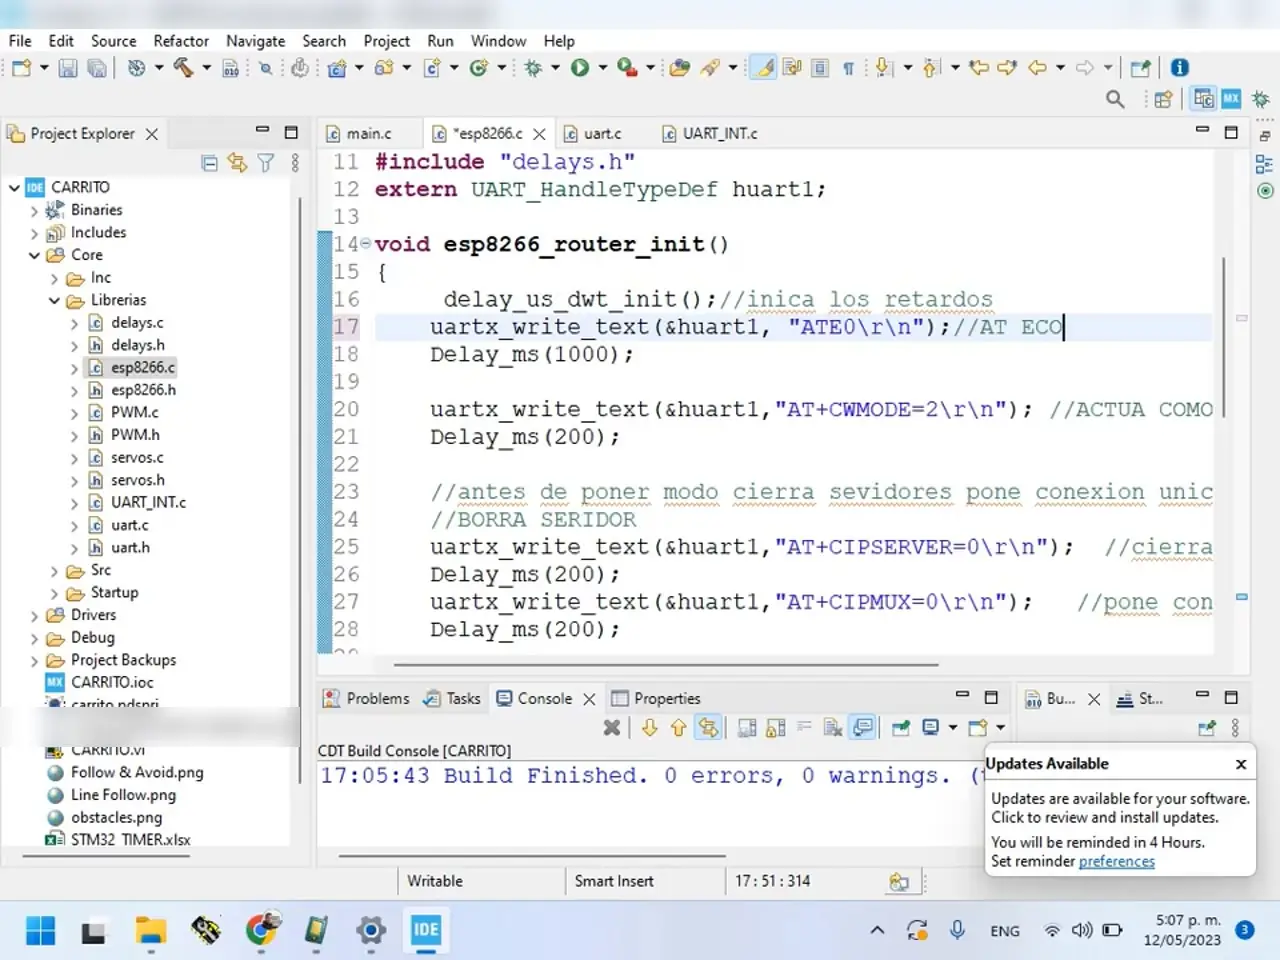 File Edit Source Refactor Navigate Search Project Run Window Help
Project Explorer
CARRITO
Binaries
Includes
Core
Inc
Librerias
delays.c
delays.h
esp8266.c
esp8266.h
PWM.c
PWM.h
servos.c
servos.h
UART_INT.c
uart.c
uart.h
Src
Startup
Drivers
Debug
Project Backups
CARRITO.ioc
carrito.pdsprj
CARRITO.vi
Follow & Avoid.png
Line Follow.png
obstacles.png
STM32_TIMER.xlsx
main.c *esp8266.c uart.c UART_INT.c
11 #include "delays.h"
12 extern UART_HandleTypeDef huart1;
13
14 void esp8266_router_init()
15 {
16 delay_us_dwt_init();//inica los retardos
17 uartx_write_text(&huart1, "ATE0\r\n");//AT ECO
18 Delay_ms(1000);
19
20 uartx_write_text(&huart1,"AT+CWMODE=2\r\n"); //ACTUA COMO
21 Delay_ms(200);
22
23 //antes de poner modo cierra sevidores pone conexion unic
24 //BORRA SERIDOR
25 uartx_write_text(&huart1,"AT+CIPSERVER=0\r\n"); //cierra
26 Delay_ms(200);
27 uartx_write_text(&huart1,"AT+CIPMUX=0\r\n"); //pone con
28 Delay_ms(200);
Problems Tasks Console Properties
Bu... St...
CDT Build Console [CARRITO]
17:05:43 Build Finished. 0 errors, 0 warnings. (
Updates Available
Updates are available for your software.
Click to review and install updates.
You will be reminded in 4 Hours.
Set reminder preferences
Writable Smart Insert 17 : 51 : 314
IDE
ENG
5:07 p. m.
12/05/2023
3